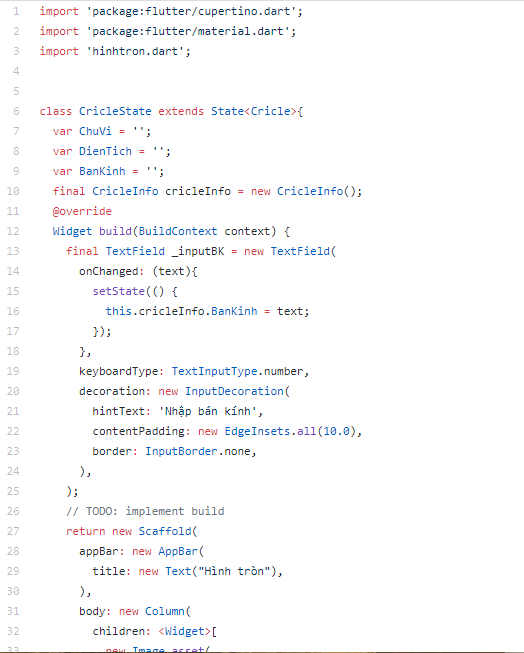 1 import 'package:flutter/cupertino.dart';
2 import 'package:flutter/material.dart';
3 import 'hinhtron.dart';
4
5
6 class CricleState extends State<Cricle>{
7 var ChuVi = '';
8 var DienTich = '';
9 var BanKinh = '';
10 final CricleInfo cricleInfo = new CricleInfo();
11 @override
12 Widget build(BuildContext context) {
13 final TextField _inputBK = new TextField(
14 onChanged: (text){
15 setState(() {
16 this.cricleInfo.BanKinh = text;
17 });
18 },
19 keyboardType: TextInputType.number,
20 decoration: new InputDecoration(
21 hintText: 'Nhập bán kính',
22 contentPadding: new EdgeInsets.all(10.0),
23 border: InputBorder.none,
24 ),
25 );
26 // TODO: implement build
27 return new Scaffold(
28 appBar: new AppBar(
29 title: new Text("Hình tròn"),
30 ),
31 body: new Column(
32 children: <Widget>[
33 new Image.asset(